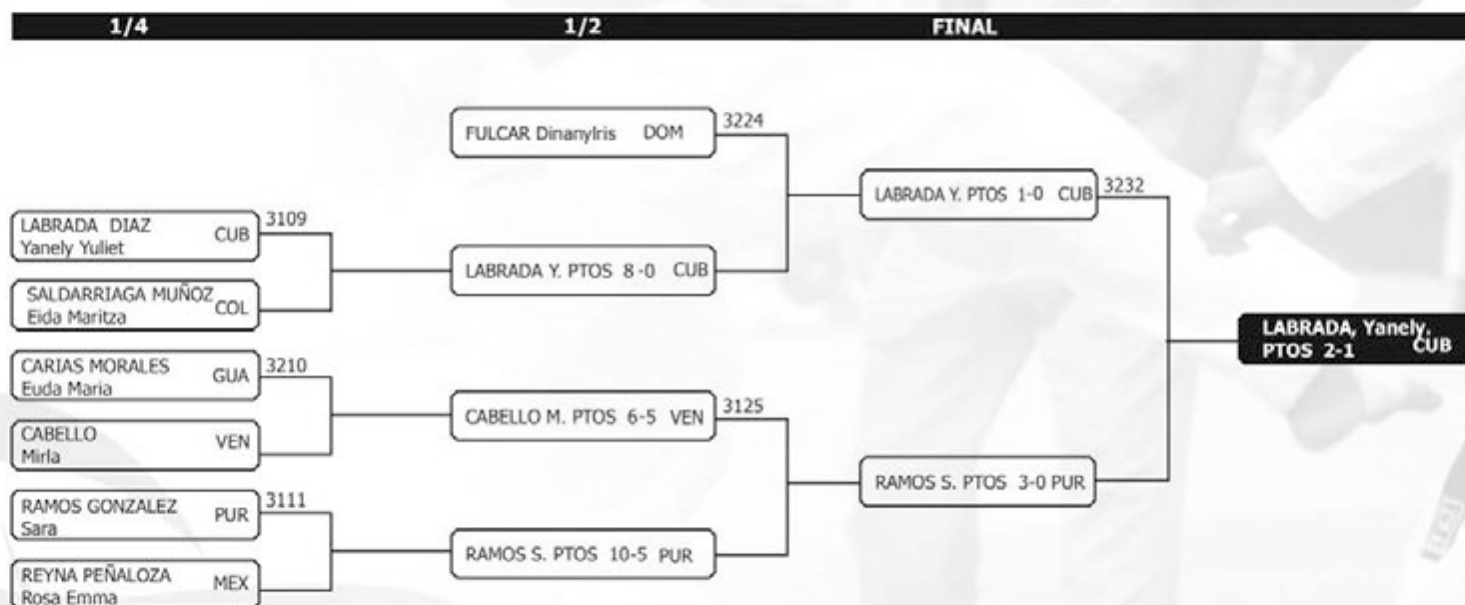 1/4 1/2 FINAL
FULCAR Dinanylris DOM 3224
LABRADA Y. PTOS 1-0 CUB 3232
LABRADA DIAZ CUB 3109
Yanely Yuliet
LABRADA Y. PTOS 8-0 CUB
SALDARRIAGA MUÑOZ COL
Eida Maritza
LABRADA, Yanely,
PTOS 2-1 CUB
CARIAS MORALES GUA 3210
Euda Maria
CABELLO M. PTOS 6-5 VEN 3125
CABELLO VEN
Mirla
RAMOS S. PTOS 3-0 PUR
RAMOS GONZALEZ PUR 3111
Sara
RAMOS S. PTOS 10-5 PUR
REYNA PEÑALOZA MEX
Rosa Emma